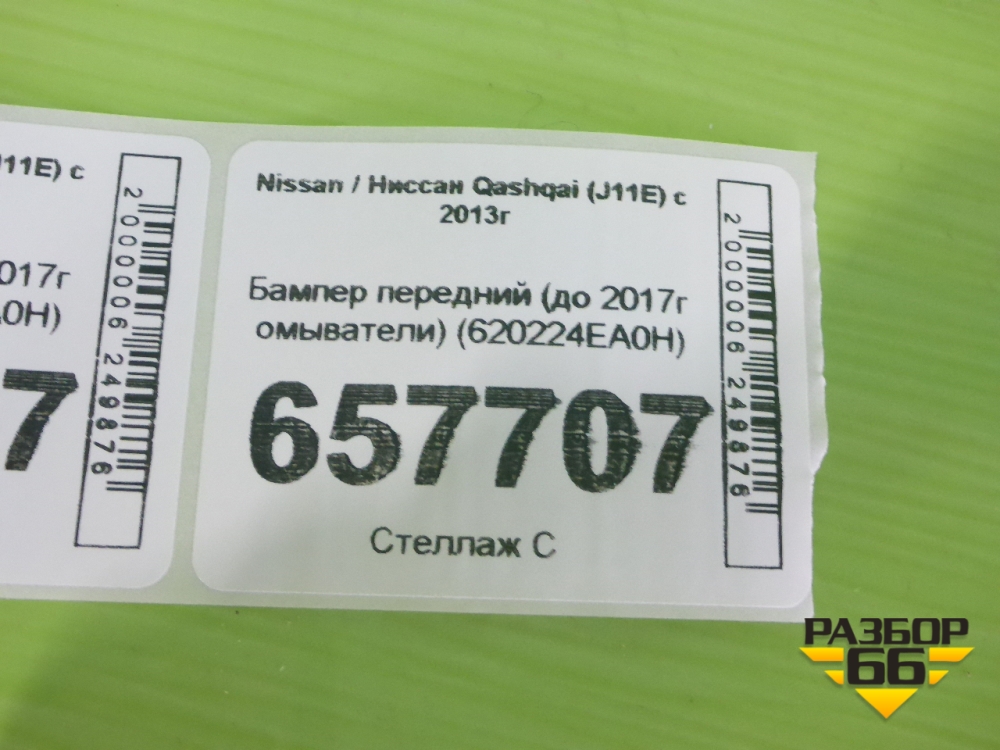 J11E) с
017г
A0H)
7
2000006249876
Nissan / Ниссан Qashqai (J11E) с
2013г
Бампер передний (до 2017г
омыватели) (620224EA0H)
657707
Стеллаж С
2000006249876
РАЗБОР
66